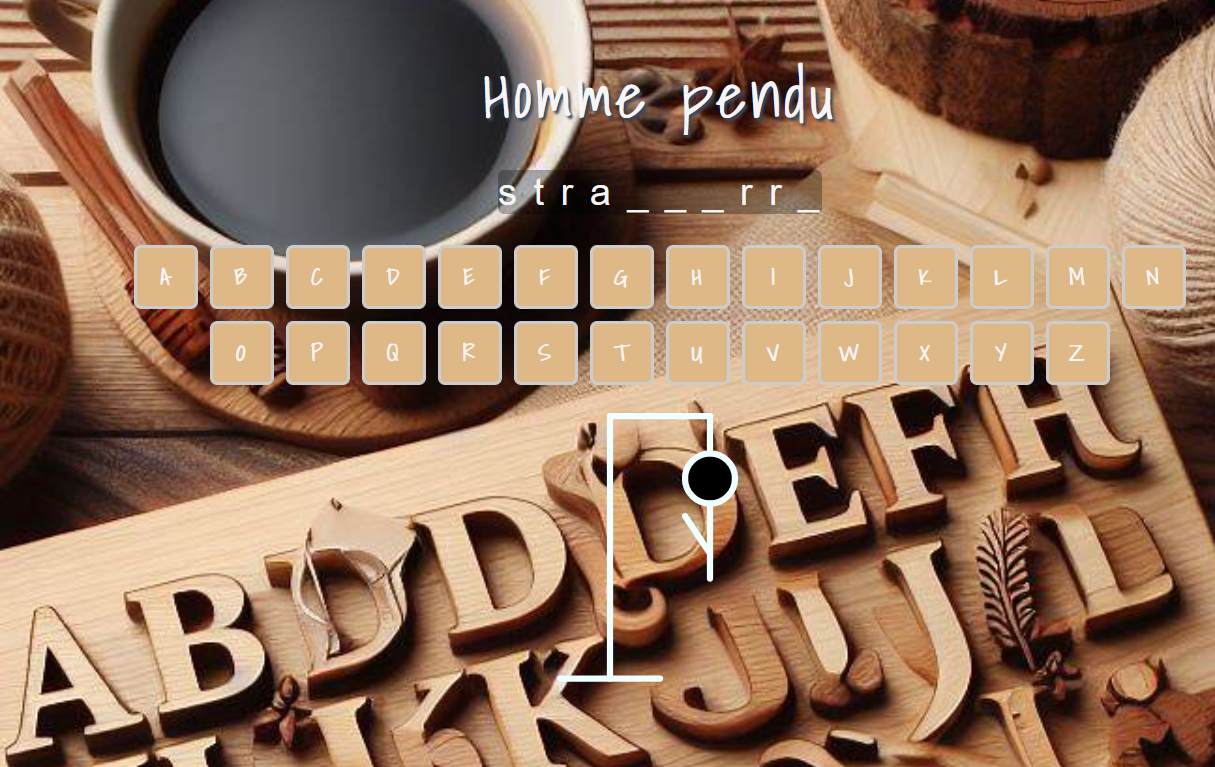 Homme pendu
s t r a _ _ _ r r _
A B C D E F G H I J K L M N
O P Q R S T U V W X Y Z
D E F H
A B D D J L
K J